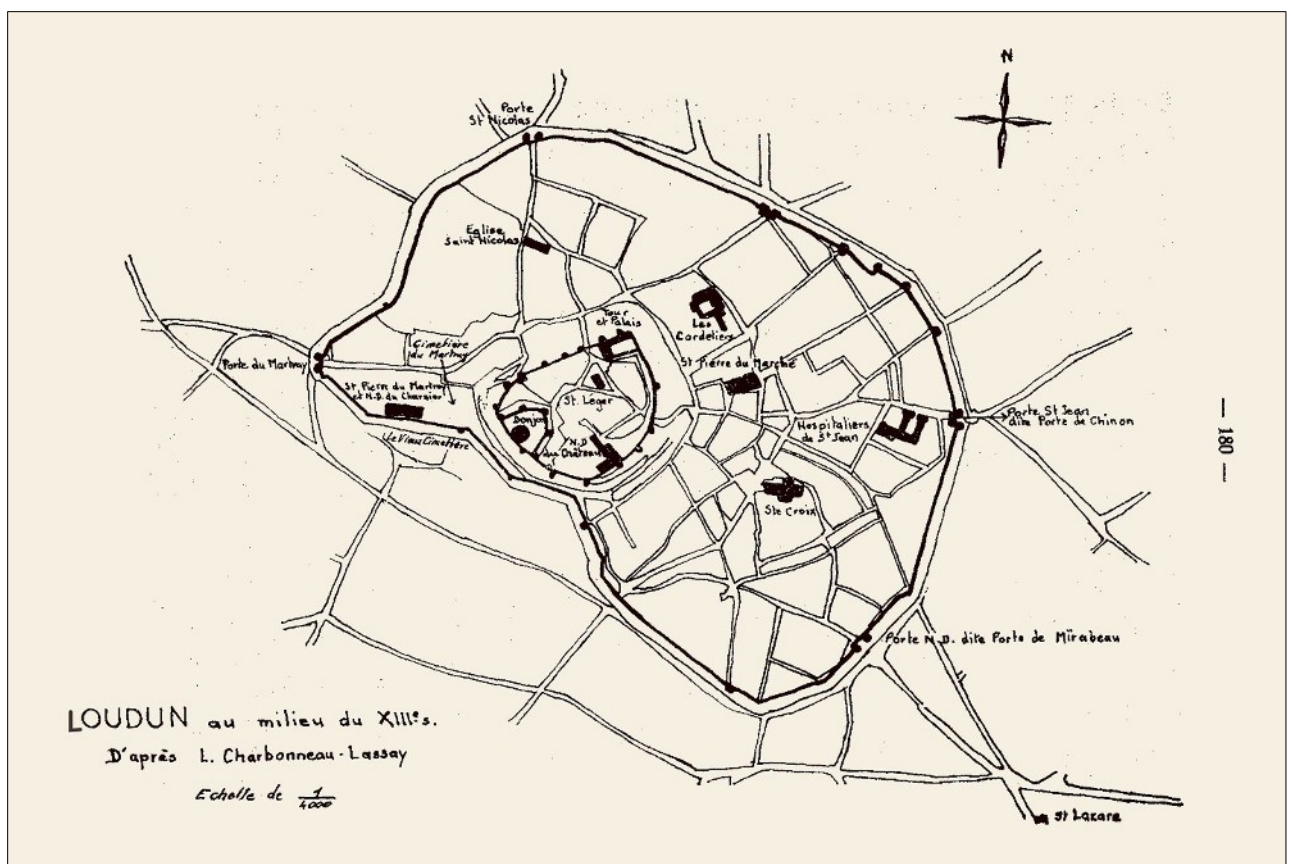 N
Porte
St Nicolas
Eglise
Saint Nicolas
Tour
et Palais
Les
Cordeliers
Cimetière
du Martray
Porte du Martray
St Pierre du Marché
St Pierre du Martray
et N.D. du Charnier
St. Léger
Donjon
Hospitaliers
de St Jean
Porte St Jean
dite Porte de Chinon
Le Vieux Cimetière
N.D.
du Château
Ste Croix
Porte N.D. dite Porte de Mirabeau
— 180 —
LOUDUN au milieu du XIIIe s.
D'après L. Charbonneau-Lassay
Echelle de 1/4000
St Lazare